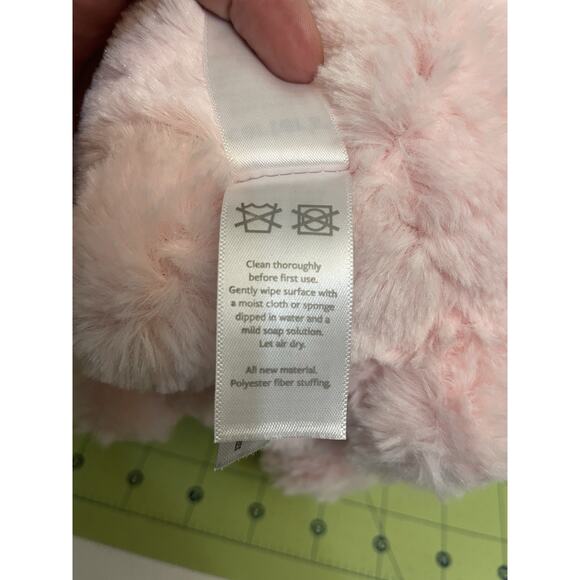 Clean thoroughly
before first use.
Gently wipe surface with
a moist cloth or sponge
dipped in water and a
mild soap solution.
Let air dry.
All new material.
Polyester fiber stuffing.